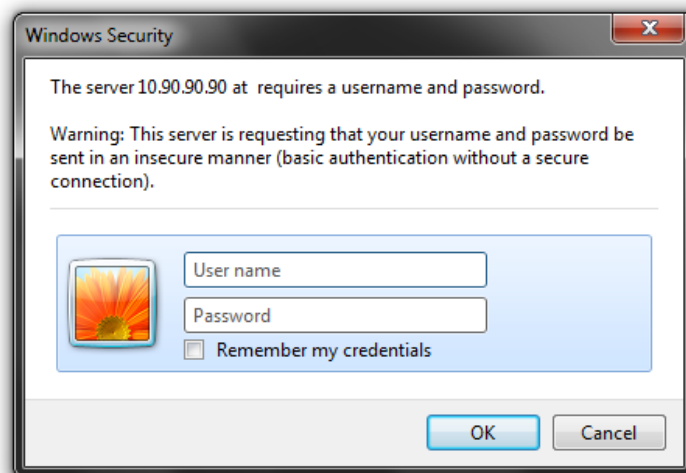 Windows Security
The server 10.90.90.90 at  requires a username and password.
Warning: This server is requesting that your username and password be
sent in an insecure manner (basic authentication without a secure
connection).
User name
Password
Remember my credentials
OK
Cancel